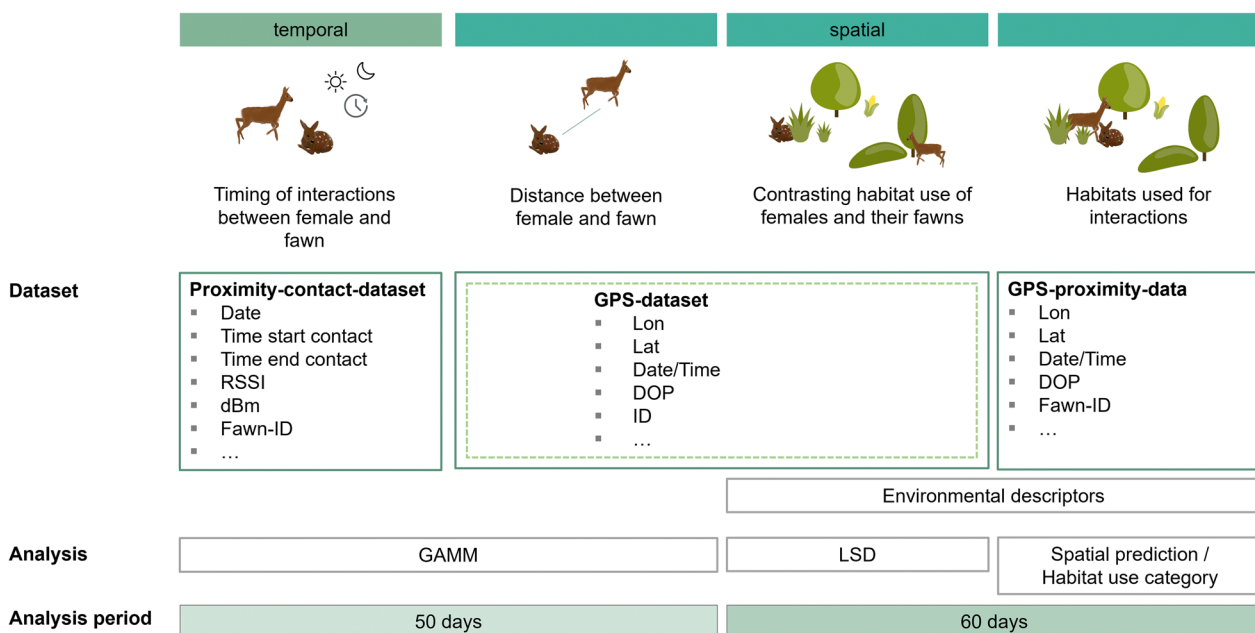 temporal
spatial
Timing of interactions
between female and
fawn
Distance between
female and fawn
Contrasting habitat use of
females and their fawns
Habitats used for
interactions
Dataset
Proximity-contact-dataset
Date
Time start contact
Time end contact
RSSI
dBm
Fawn-ID
…
GPS-dataset
Lon
Lat
Date/Time
DOP
ID
…
GPS-proximity-data
Lon
Lat
Date/Time
DOP
Fawn-ID
…
Environmental descriptors
Analysis
GAMM
LSD
Spatial prediction /
Habitat use category
Analysis period
50 days
60 days